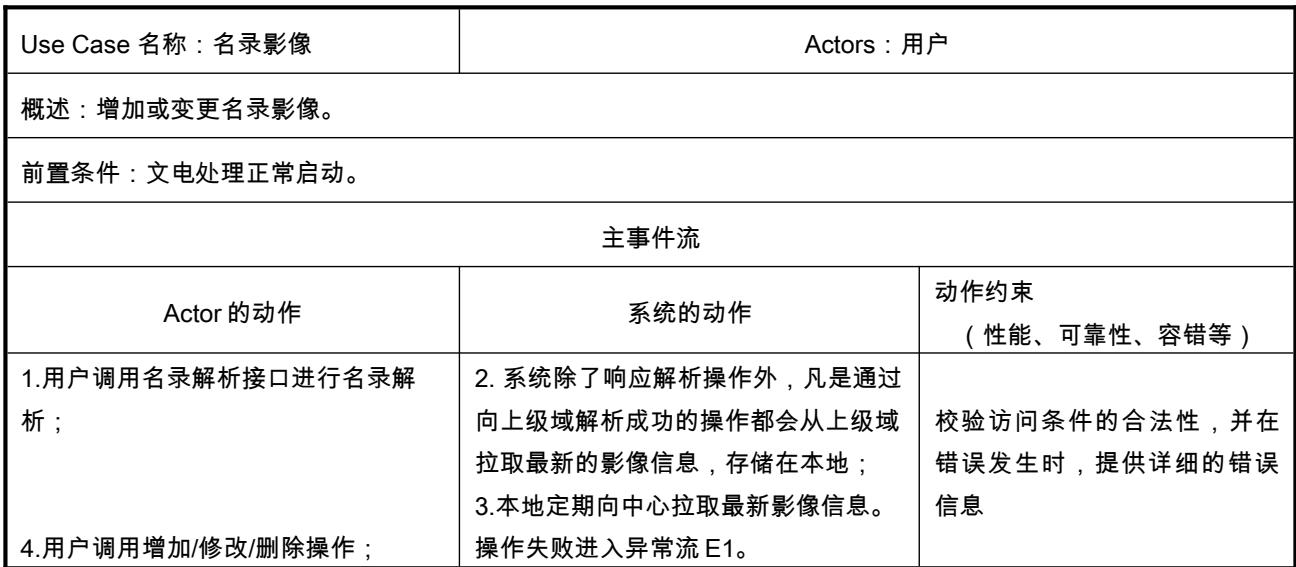 Use Case 名称：名录影像
Actors：用户
概述：增加或变更名录影像。
前置条件：文电处理正常启动。
主事件流
Actor 的动作
系统的动作
动作约束
（性能、可靠性、容错等）
1.用户调用名录解析接口进行名录解
析；
4.用户调用增加/修改/删除操作；
2. 系统除了响应解析操作外，凡是通过
向上级域解析成功的操作都会从上级域
拉取最新的影像信息，存储在本地；
3.本地定期向中心拉取最新影像信息。
操作失败进入异常流 E1。
校验访问条件的合法性，并在
错误发生时，提供详细的错误
信息